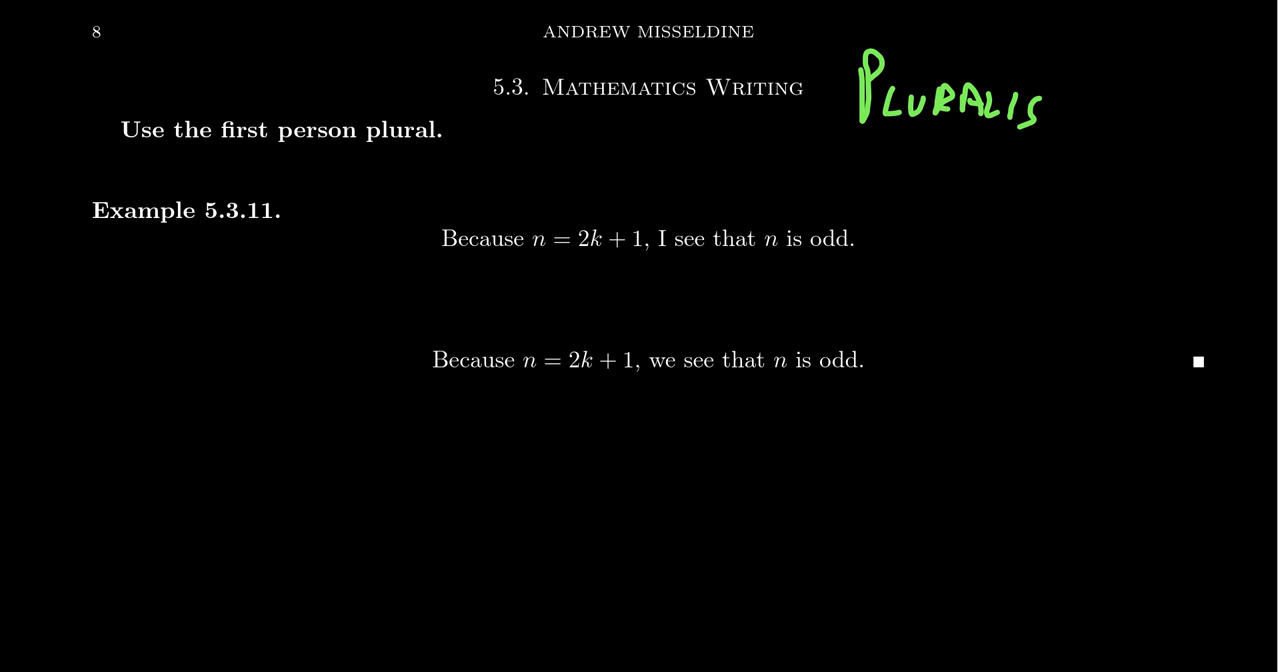 8 ANDREW MISSELDINE
5.3. MATHEMATICS WRITING PLURALIS
Use the first person plural.
Example 5.3.11.
Because n = 2k + 1, I see that n is odd.
Because n = 2k + 1, we see that n is odd. ■